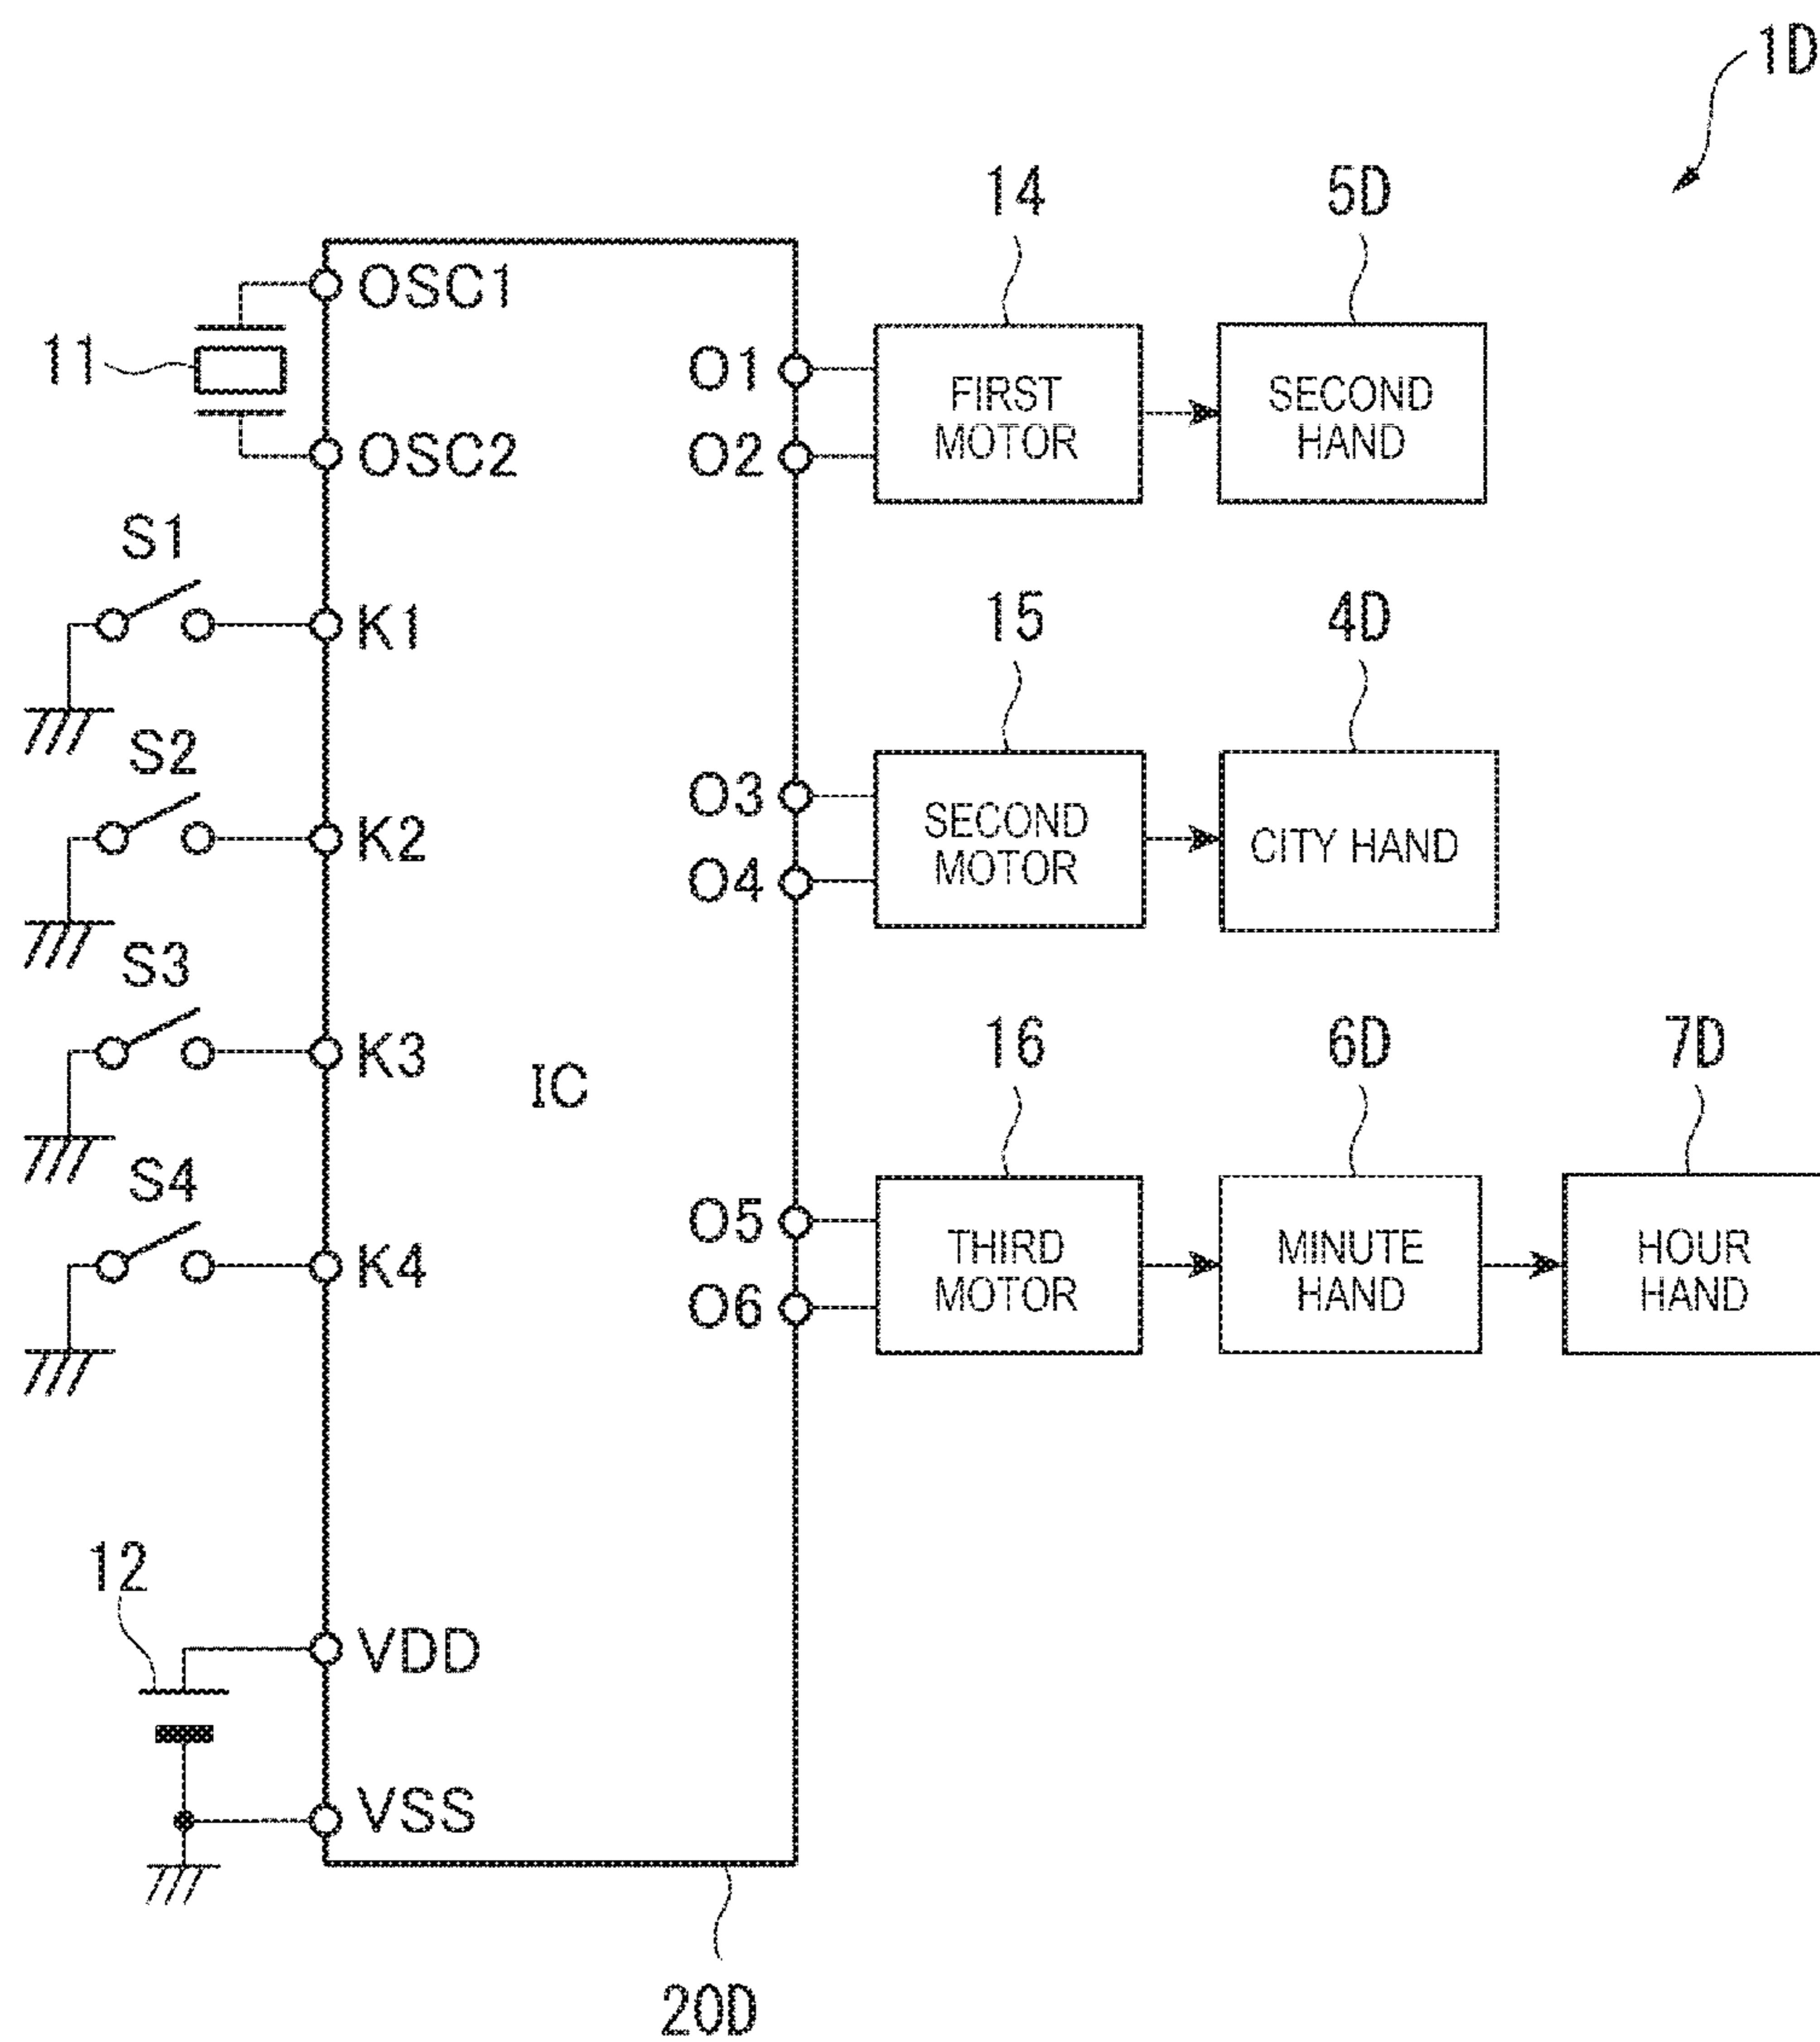 1D
14
5D
OSC1
11
O1
FIRST
MOTOR
SECOND
HAND
OSC2
O2
S1
K1
15
4D
S2
K2
O3
SECOND
MOTOR
CITY HAND
O4
S3
K3
IC
16
6D
7D
S4
K4
O5
THIRD
MOTOR
MINUTE
HAND
HOUR
HAND
O6
12
VDD
VSS
20D